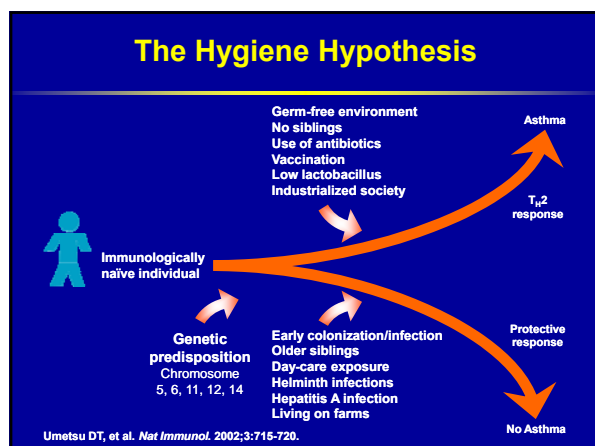 The Hygiene Hypothesis
Germ-free environment
No siblings
Use of antibiotics
Vaccination
Low lactobacillus
Industrialized society
Asthma
TH2
response
Immunologically
naïve individual
Genetic
predisposition
Chromosome
5, 6, 11, 12, 14
Early colonization/infection
Older siblings
Day-care exposure
Helminth infections
Hepatitis A infection
Living on farms
Protective
response
No Asthma
Umetsu DT, et al. Nat Immunol. 2002;3:715-720.